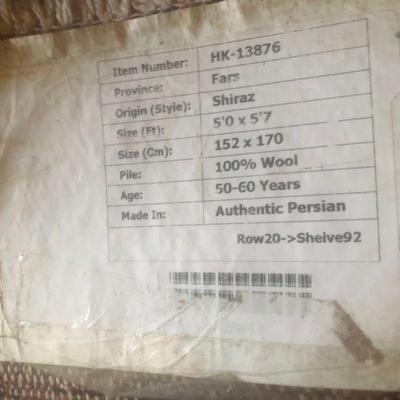 Item Number: HK-13876
Province: Fars
Origin (Style): Shiraz
Size (Ft): 5'0 x 5'7
Size (Cm): 152 x 170
Pile: 100% Wool
Age: 50-60 Years
Made In: Authentic Persian
Row20->Shelve92